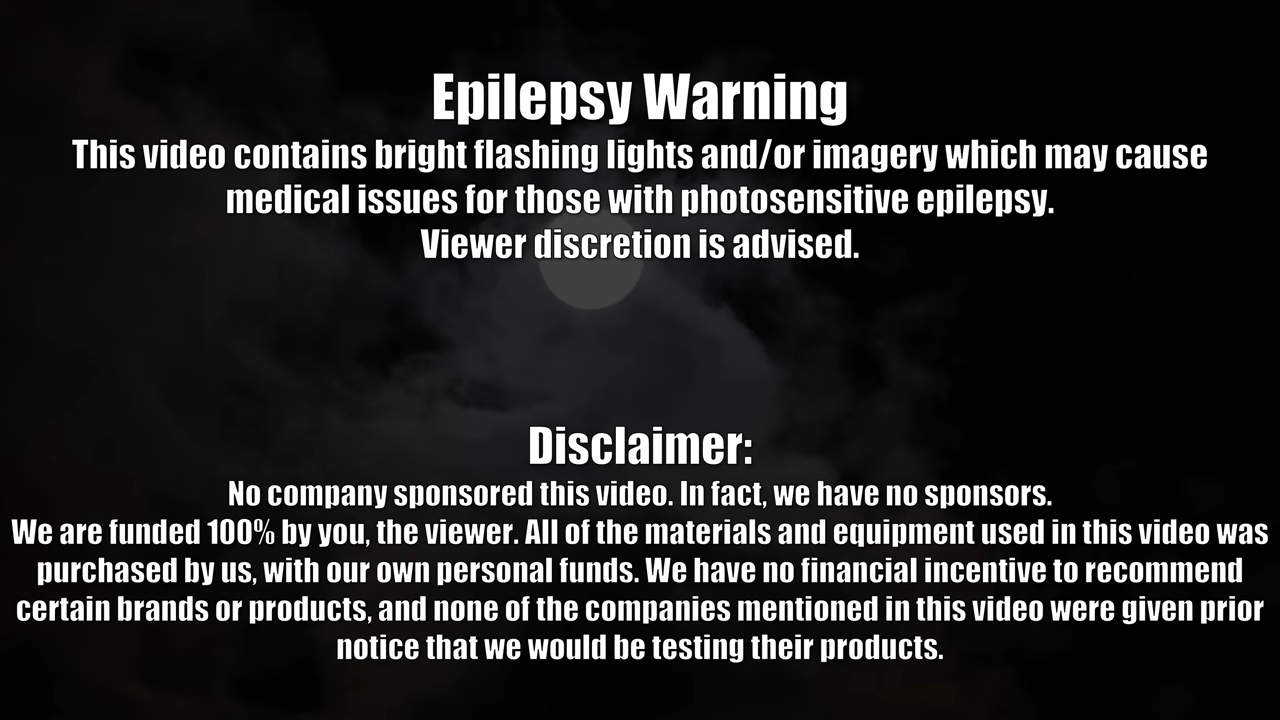 Epilepsy Warning
This video contains bright flashing lights and/or imagery which may cause
medical issues for those with photosensitive epilepsy.
Viewer discretion is advised.
Disclaimer:
No company sponsored this video. In fact, we have no sponsors.
We are funded 100% by you, the viewer. All of the materials and equipment used in this video was
purchased by us, with our own personal funds. We have no financial incentive to recommend
certain brands or products, and none of the companies mentioned in this video were given prior
notice that we would be testing their products.